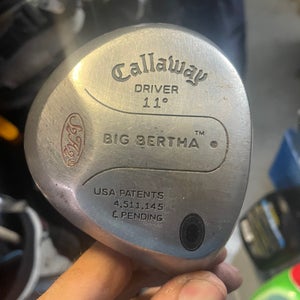 Callaway
DRIVER
11°
BIG BERTHA™
USA PATENTS
4,511,145
& PENDING